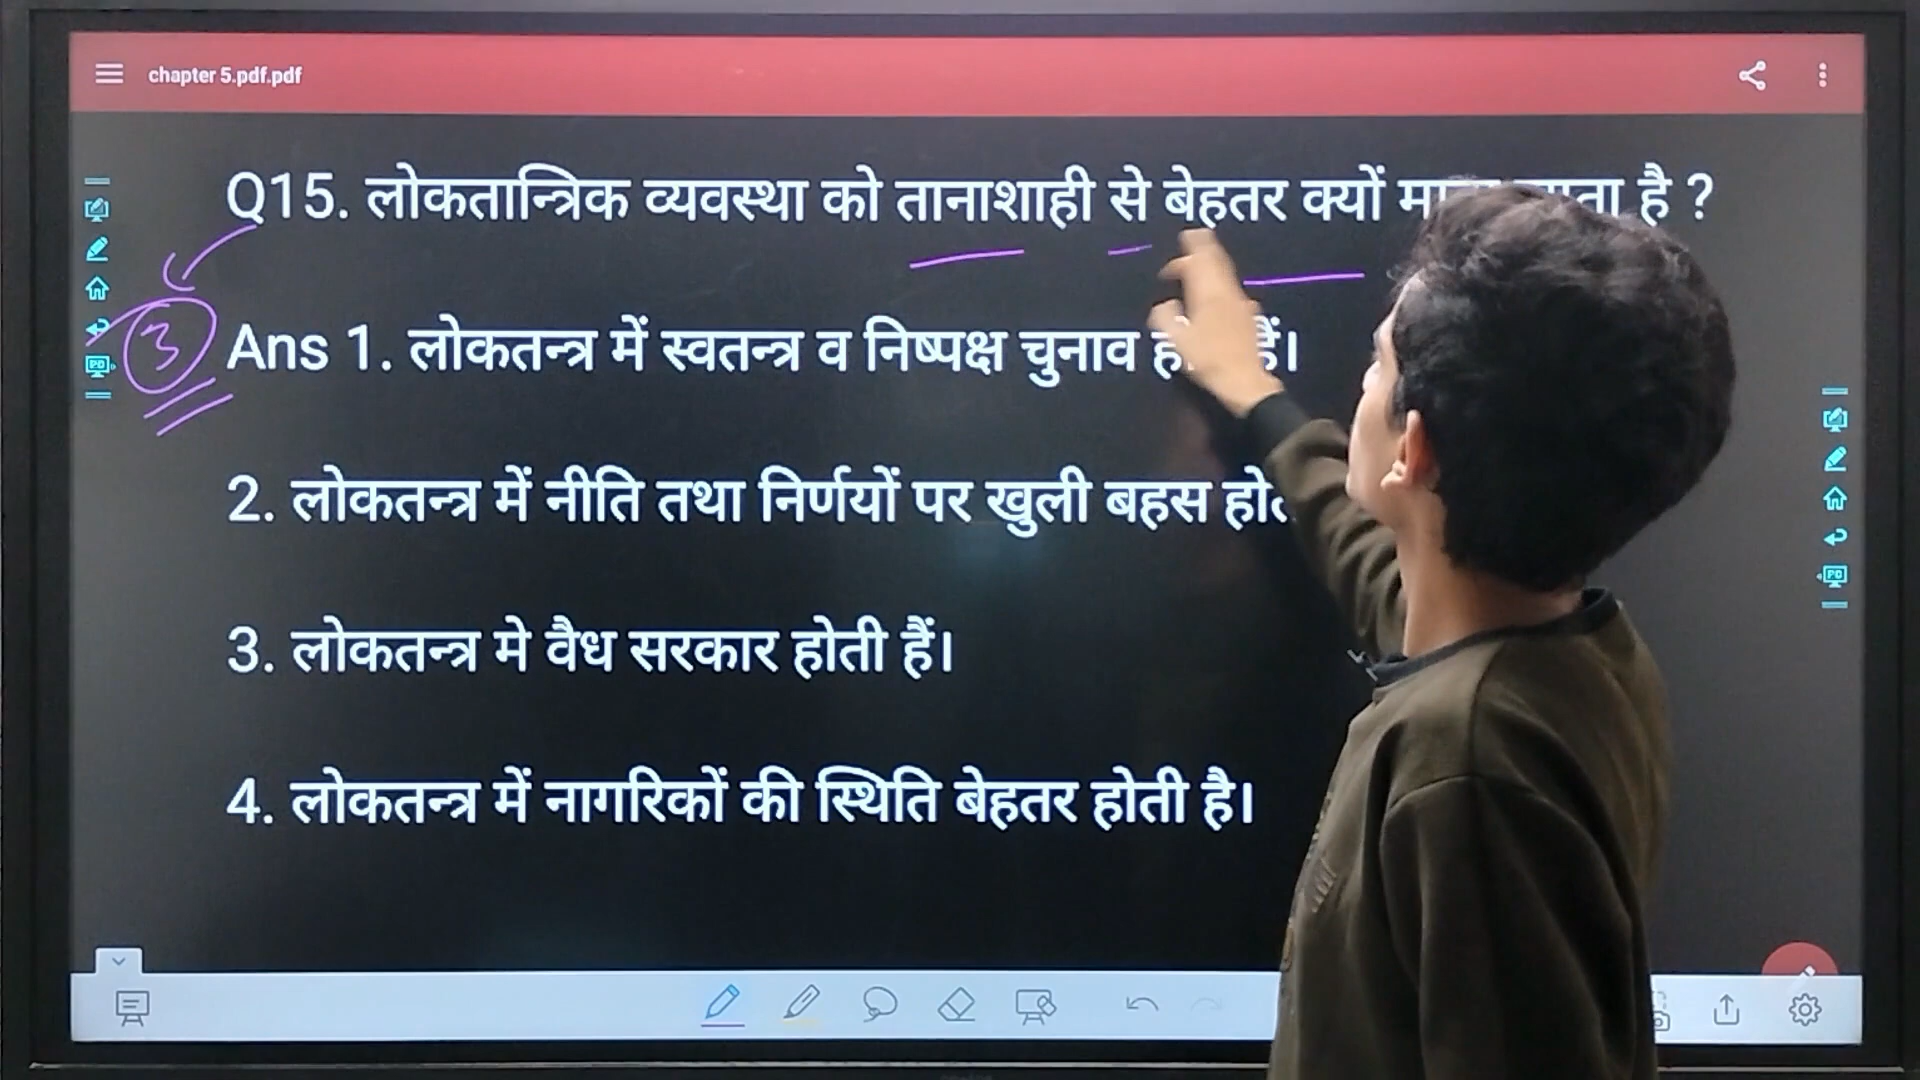 chapter 5.pdf.pdf
Q15. लोकतान्त्रिक व्यवस्था को तानाशाही से बेहतर क्यों है ?
3
Ans 1. लोकतन्त्र में स्वतन्त्र व निष्पक्ष चुनाव हैं।
2. लोकतन्त्र में नीति तथा निर्णयों पर खुली बहस
3. लोकतन्त्र मे वैध सरकार होती हैं।
4. लोकतन्त्र में नागरिकों की स्थिति बेहतर होती है।